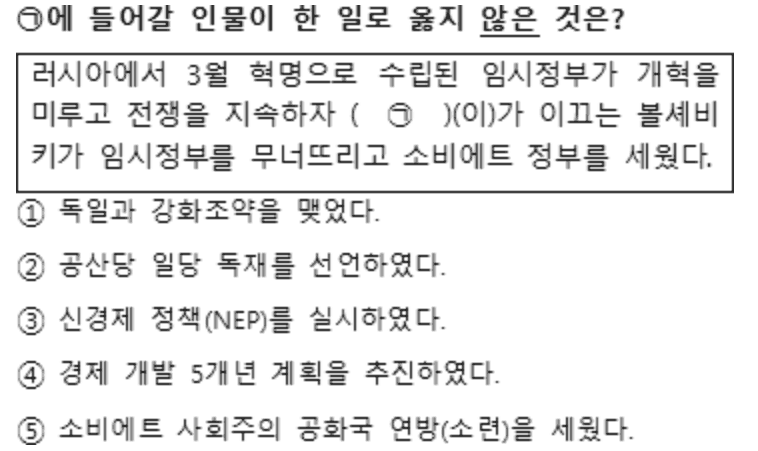 ㉠에 들어갈 인물이 한 일로 옳지 않은 것은?
러시아에서 3월 혁명으로 수립된 임시정부가 개혁을
미루고 전쟁을 지속하자 ( ㉠ )(이)가 이끄는 볼셰비
키가 임시정부를 무너뜨리고 소비에트 정부를 세웠다.
① 독일과 강화조약을 맺었다.
② 공산당 일당 독재를 선언하였다.
③ 신경제 정책(NEP)를 실시하였다.
④ 경제 개발 5개년 계획을 추진하였다.
⑤ 소비에트 사회주의 공화국 연방(소련)을 세웠다.